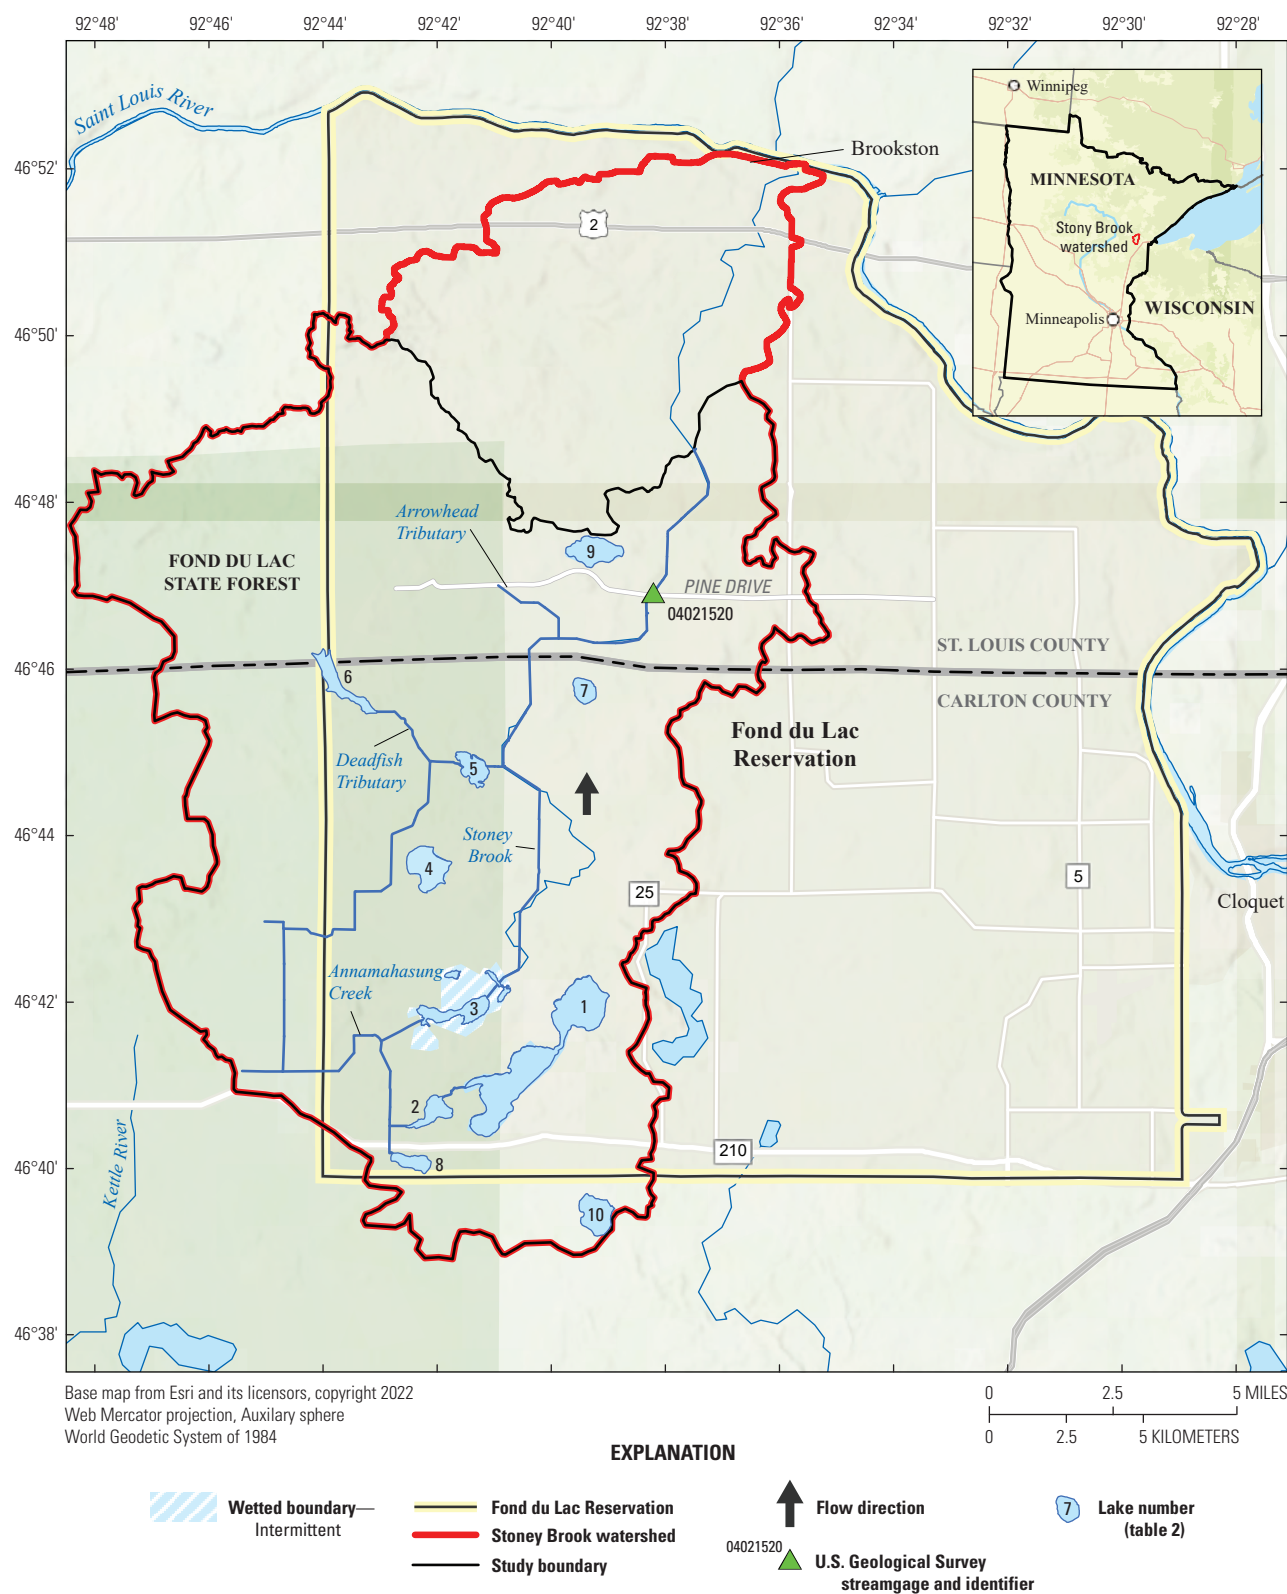 92°48' 92°46' 92°44' 92°42' 92°40' 92°38' 92°36' 92°34' 92°32' 92°30' 92°28'
Saint Louis River
Winnipeg
46°52'
Brookston
MINNESOTA
2
Stony Brook
watershed
WISCONSIN
Minneapolis
46°50'
46°48'
Arrowhead
Tributary
9
FOND DU LAC
STATE FOREST
PINE DRIVE
04021520
ST. LOUIS COUNTY
46°46'
6
7
CARLTON COUNTY
Fond du Lac
Reservation
Deadfish
Tributary
5
46°44'
Stoney
Brook
4
5
25
Cloquet
Annamahasung
Creek
46°42'
3
1
2
Kettle River
210
46°40'
8
10
46°38'
Base map from Esri and its licensors, copyright 2022
Web Mercator projection, Auxilary sphere
World Geodetic System of 1984
0 2.5 5 MILES
0 2.5 5 KILOMETERS
EXPLANATION
Wetted boundary—
Intermittent
Fond du Lac Reservation
Stoney Brook watershed
Study boundary
Flow direction
04021520
U.S. Geological Survey
streamgage and identifier
7
Lake number
(table 2)